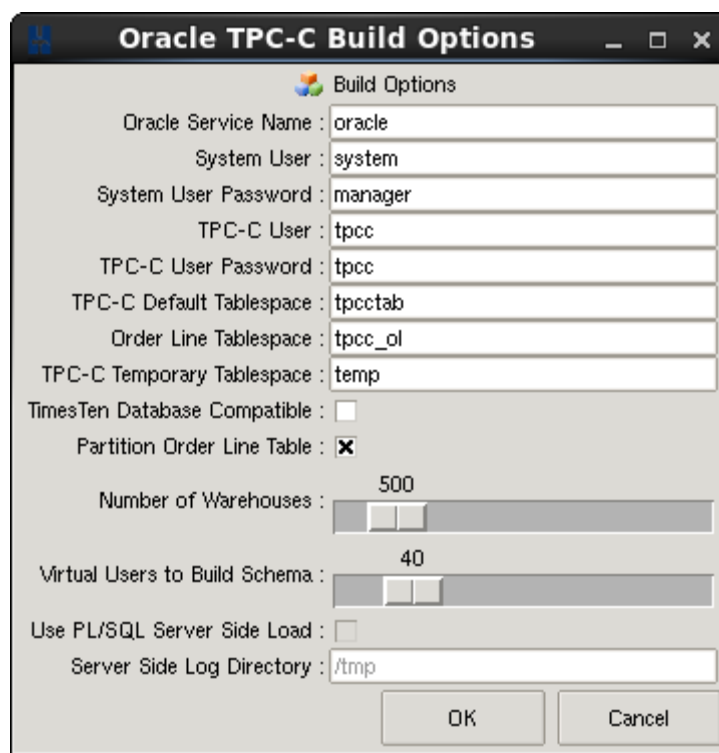 Oracle TPC-C Build Options
Build Options
Oracle Service Name : oracle
System User : system
System User Password : manager
TPC-C User : tpcc
TPC-C User Password : tpcc
TPC-C Default Tablespace : tpcctab
Order Line Tablespace : tpcc_ol
TPC-C Temporary Tablespace : temp
TimesTen Database Compatible :
Partition Order Line Table :
500
Number of Warehouses :
40
Virtual Users to Build Schema :
Use PL/SQL Server Side Load :
Server Side Log Directory : /tmp
OK Cancel